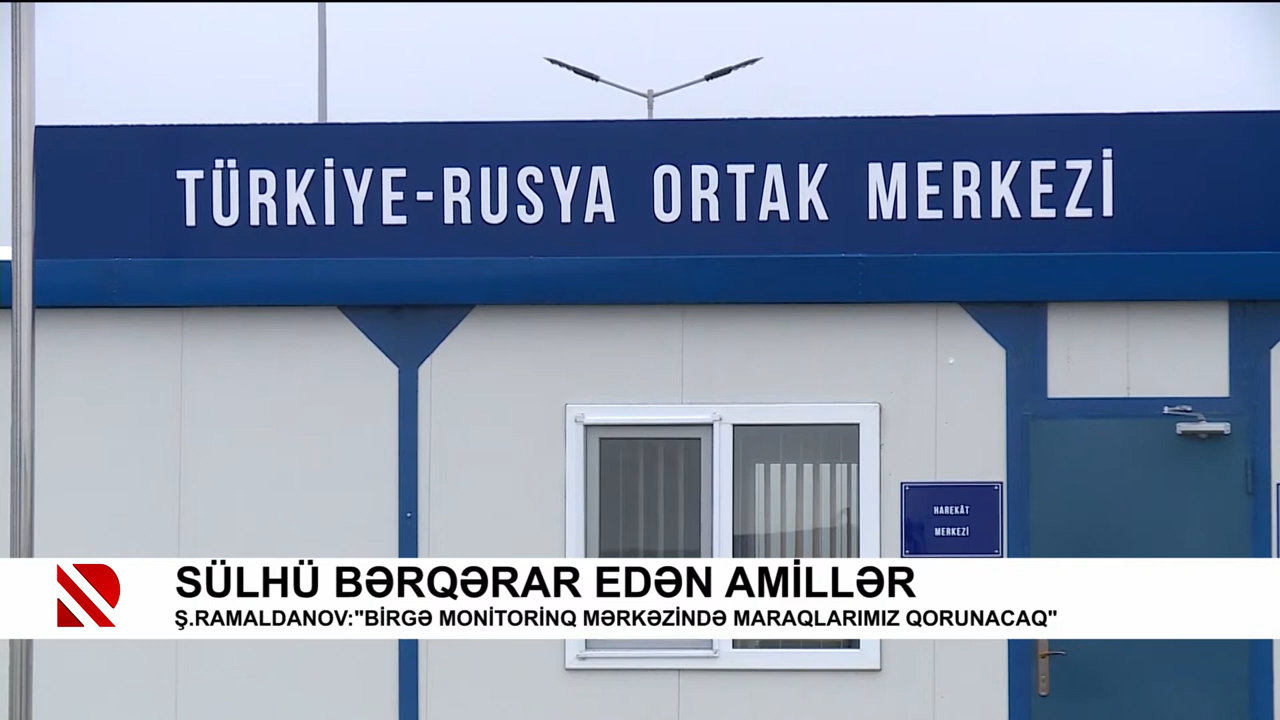 TÜRKİYE-RUSYA ORTAK MERKEZİ
HAREKÂT
MERKEZİ
SÜLHÜ BƏRQƏRAR EDƏN AMİLLƏR
Ş.RAMALDANOV:"BİRGƏ MONİTORİNQ MƏRKƏZİNDƏ MARAQLARIMIZ QORUNACAQ"